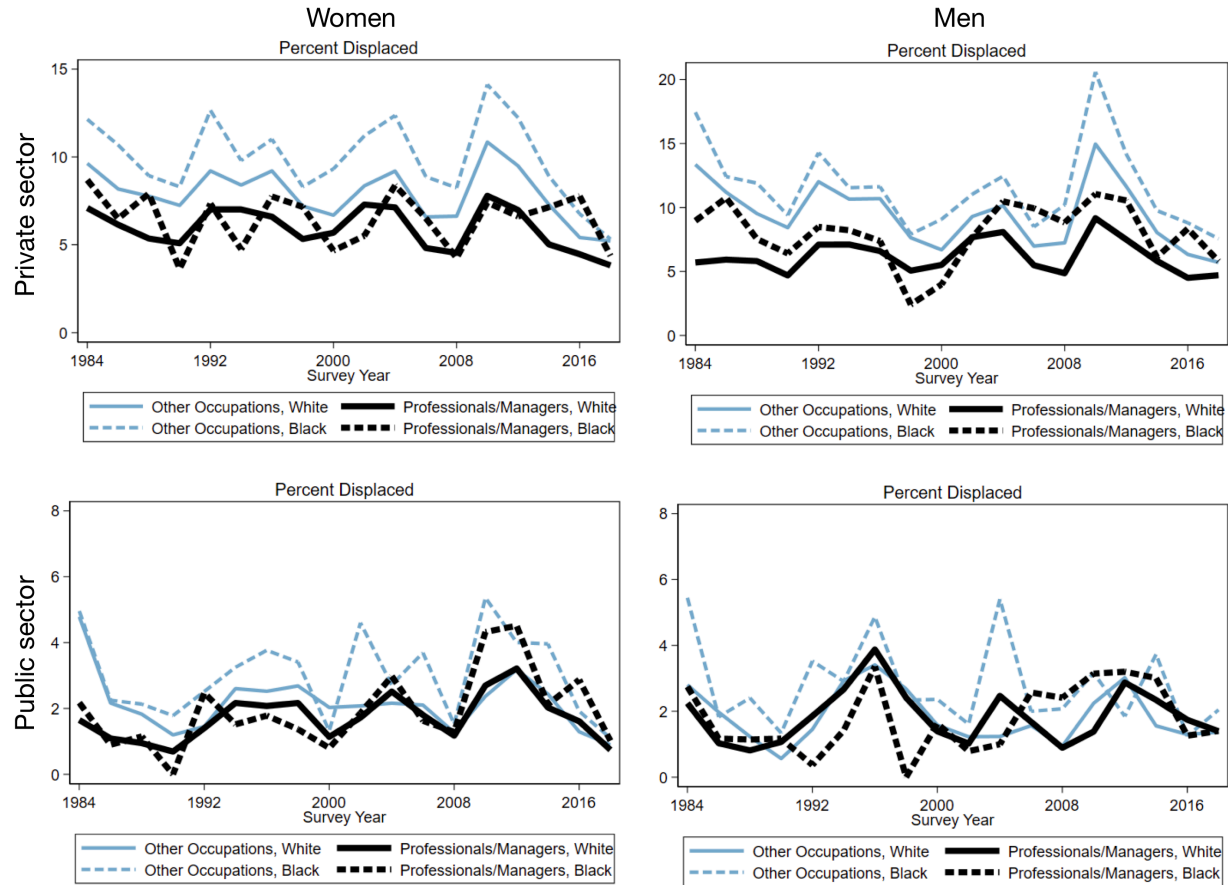 Women
Men
Private sector
Percent Displaced
15
10
5
0
1984 1992 2000 2008 2016
Survey Year
Other Occupations, White Professionals/Managers, White
Other Occupations, Black Professionals/Managers, Black
Percent Displaced
20
15
10
5
0
1984 1992 2000 2008 2016
Survey Year
Other Occupations, White Professionals/Managers, White
Other Occupations, Black Professionals/Managers, Black
Public sector
Percent Displaced
8
6
4
2
0
1984 1992 2000 2008 2016
Survey Year
Other Occupations, White Professionals/Managers, White
Other Occupations, Black Professionals/Managers, Black
Percent Displaced
8
6
4
2
0
1984 1992 2000 2008 2016
Survey Year
Other Occupations, White Professionals/Managers, White
Other Occupations, Black Professionals/Managers, Black